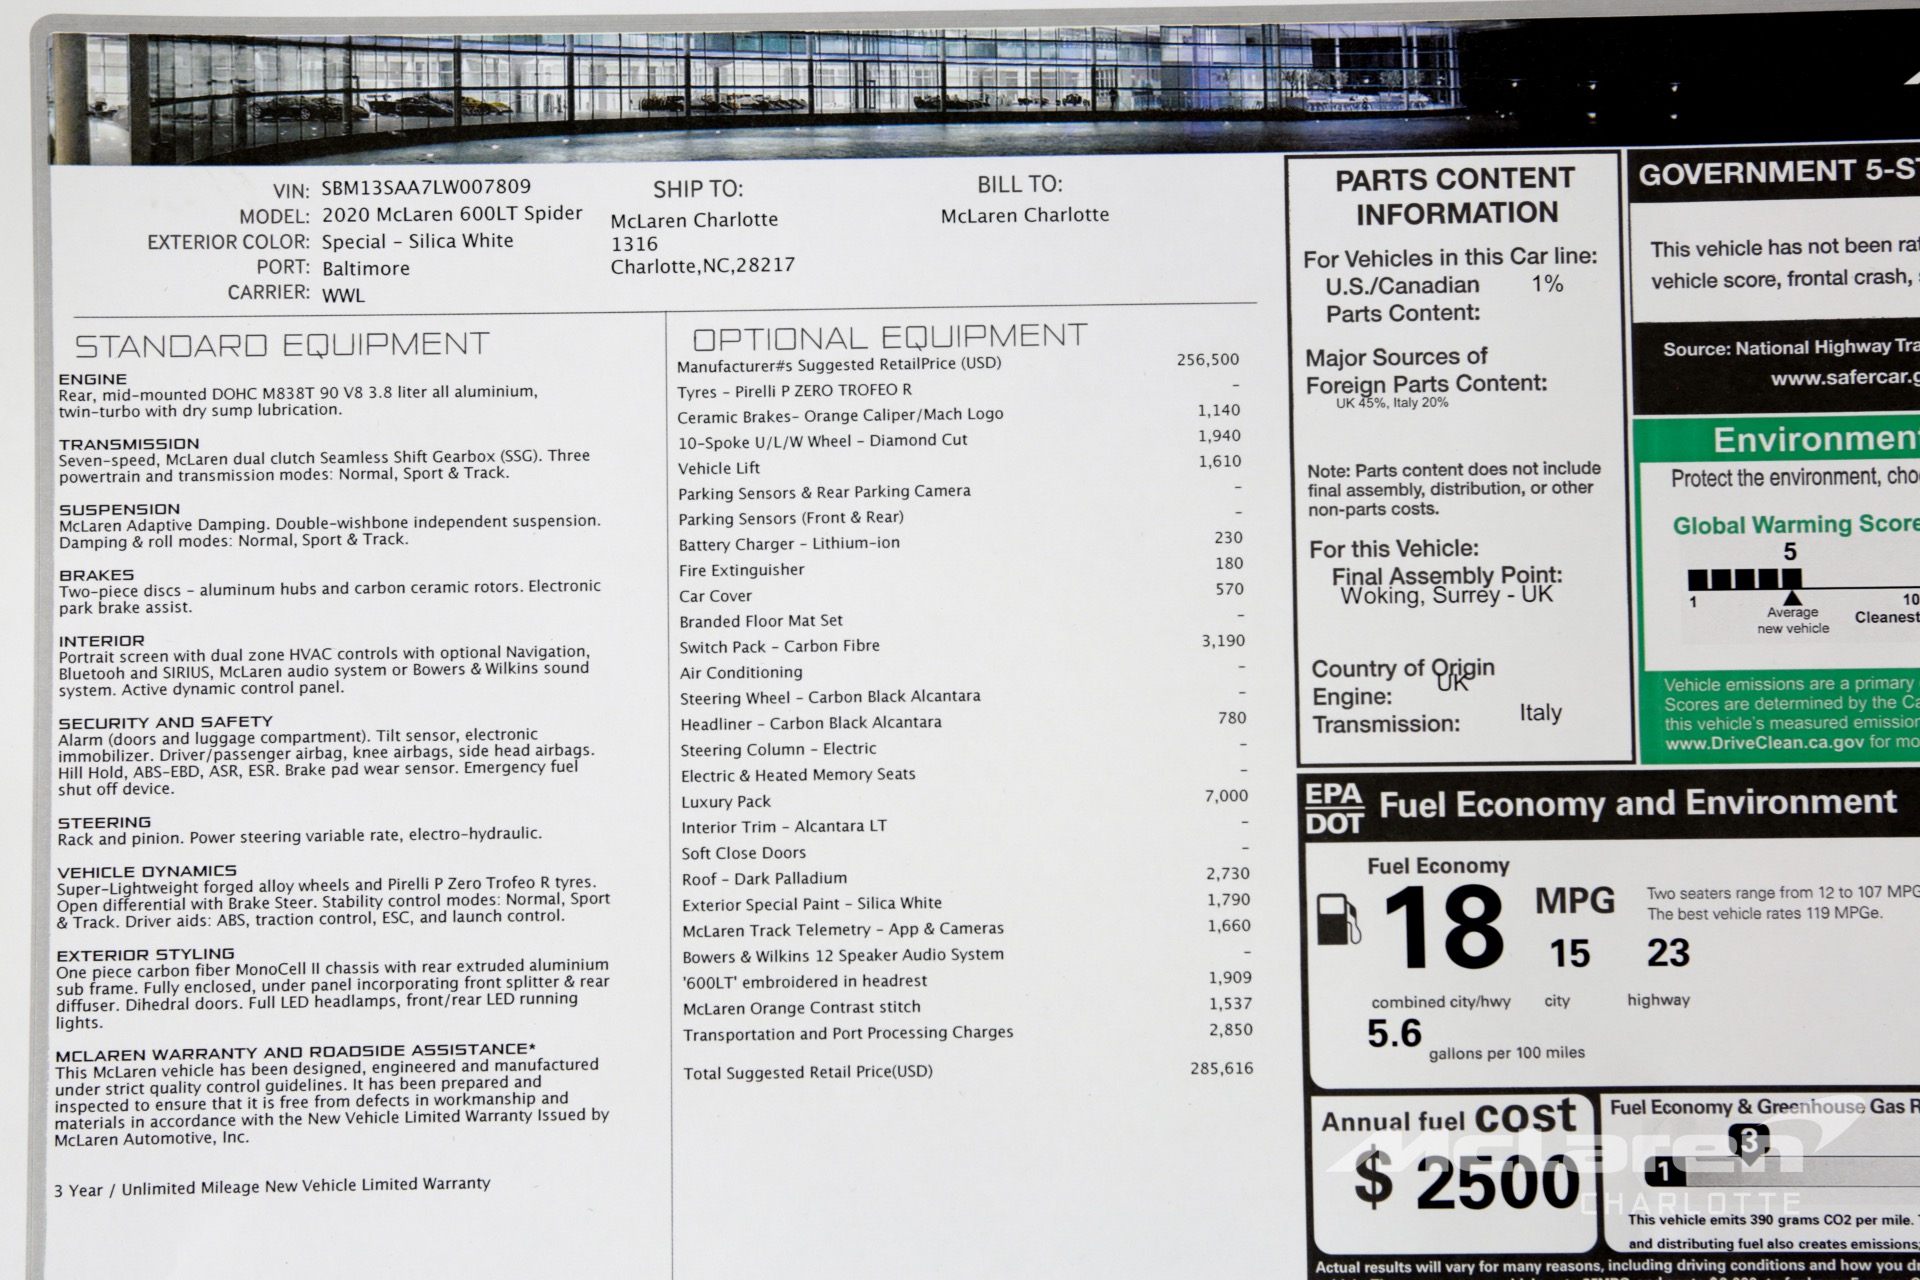 VIN: SBM13SAA7LW007809
MODEL: 2020 McLaren 600LT Spider
EXTERIOR COLOR: Special - Silica White
PORT: Baltimore
CARRIER: WWL
SHIP TO:
McLaren Charlotte
1316
Charlotte,NC,28217
BILL TO:
McLaren Charlotte
STANDARD EQUIPMENT
ENGINE
Rear, mid-mounted DOHC M838T 90 V8 3.8 liter all aluminium,
twin-turbo with dry sump lubrication.
TRANSMISSION
Seven-speed, McLaren dual clutch Seamless Shift Gearbox (SSG). Three
powertrain and transmission modes: Normal, Sport & Track.
SUSPENSION
McLaren Adaptive Damping. Double-wishbone independent suspension.
Damping & roll modes: Normal, Sport & Track.
BRAKES
Two-piece discs - aluminum hubs and carbon ceramic rotors. Electronic
park brake assist.
INTERIOR
Portrait screen with dual zone HVAC controls with optional Navigation,
Bluetooh and SIRIUS, McLaren audio system or Bowers & Wilkins sound
system. Active dynamic control panel.
SECURITY AND SAFETY
Alarm (doors and luggage compartment). Tilt sensor, electronic
immobilizer. Driver/passenger airbag, knee airbags, side head airbags.
Hill Hold, ABS-EBD, ASR, ESR. Brake pad wear sensor. Emergency fuel
shut off device.
STEERING
Rack and pinion. Power steering variable rate, electro-hydraulic.
VEHICLE DYNAMICS
Super-Lightweight forged alloy wheels and Pirelli P Zero Trofeo R tyres.
Open differential with Brake Steer. Stability control modes: Normal, Sport
& Track. Driver aids: ABS, traction control, ESC, and launch control.
EXTERIOR STYLING
One piece carbon fiber MonoCell II chassis with rear extruded aluminium
sub frame. Fully enclosed, under panel incorporating front splitter & rear
diffuser. Dihedral doors. Full LED headlamps, front/rear LED running
lights.
MCLAREN WARRANTY AND ROADSIDE ASSISTANCE*
This McLaren vehicle has been designed, engineered and manufactured
under strict quality control guidelines. It has been prepared and
inspected to ensure that it is free from defects in workmanship and
materials in accordance with the New Vehicle Limited Warranty Issued by
McLaren Automotive, Inc.
3 Year / Unlimited Mileage New Vehicle Limited Warranty
OPTIONAL EQUIPMENT
Manufacturer#s Suggested RetailPrice (USD) 256,500
Tyres - Pirelli P ZERO TROFEO R -
Ceramic Brakes- Orange Caliper/Mach Logo 1,140
10-Spoke U/L/W Wheel - Diamond Cut 1,940
Vehicle Lift 1,610
Parking Sensors & Rear Parking Camera -
Parking Sensors (Front & Rear) -
Battery Charger - Lithium-ion 230
Fire Extinguisher 180
Car Cover 570
Branded Floor Mat Set -
Switch Pack - Carbon Fibre 3,190
Air Conditioning -
Steering Wheel - Carbon Black Alcantara -
Headliner - Carbon Black Alcantara 780
Steering Column - Electric -
Electric & Heated Memory Seats -
Luxury Pack 7,000
Interior Trim - Alcantara LT -
Soft Close Doors -
Roof - Dark Palladium 2,730
Exterior Special Paint - Silica White 1,790
McLaren Track Telemetry - App & Cameras 1,660
Bowers & Wilkins 12 Speaker Audio System -
'600LT' embroidered in headrest 1,909
McLaren Orange Contrast stitch 1,537
Transportation and Port Processing Charges 2,850
Total Suggested Retail Price(USD) 285,616
PARTS CONTENT
INFORMATION
For Vehicles in this Car line:
U.S./Canadian 1%
Parts Content:
Major Sources of
Foreign Parts Content:
UK 45%, Italy 20%
Note: Parts content does not include
final assembly, distribution, or other
non-parts costs.
For this Vehicle:
Final Assembly Point:
Woking, Surrey - UK
Country of Origin
UK
Engine:
Transmission: Italy
GOVERNMENT 5-S
This vehicle has not been rat
vehicle score, frontal crash,
Source: National Highway Tra
www.safercar.g
Environment
Protect the environment, choo
Global Warming Score
5
1 10
Average
new vehicle
Cleanest
Vehicle emissions are a primary
Scores are determined by the Ca
this vehicle's measured emission
www.DriveClean.ca.gov for mo
EPA
DOT
Fuel Economy and Environment
Fuel Economy
18 MPG 15 23
combined city/hwy city highway
Two seaters range from 12 to 107 MPG
The best vehicle rates 119 MPGe.
5.6 gallons per 100 miles
Annual fuel cost
$ 2500
Fuel Economy & Greenhouse Gas R
3
1
McLaren
CHARLOTTE
This vehicle emits 390 grams CO2 per mile.
and distributing fuel also creates emissions;
Actual results will vary for many reasons, including driving conditions and how you dr